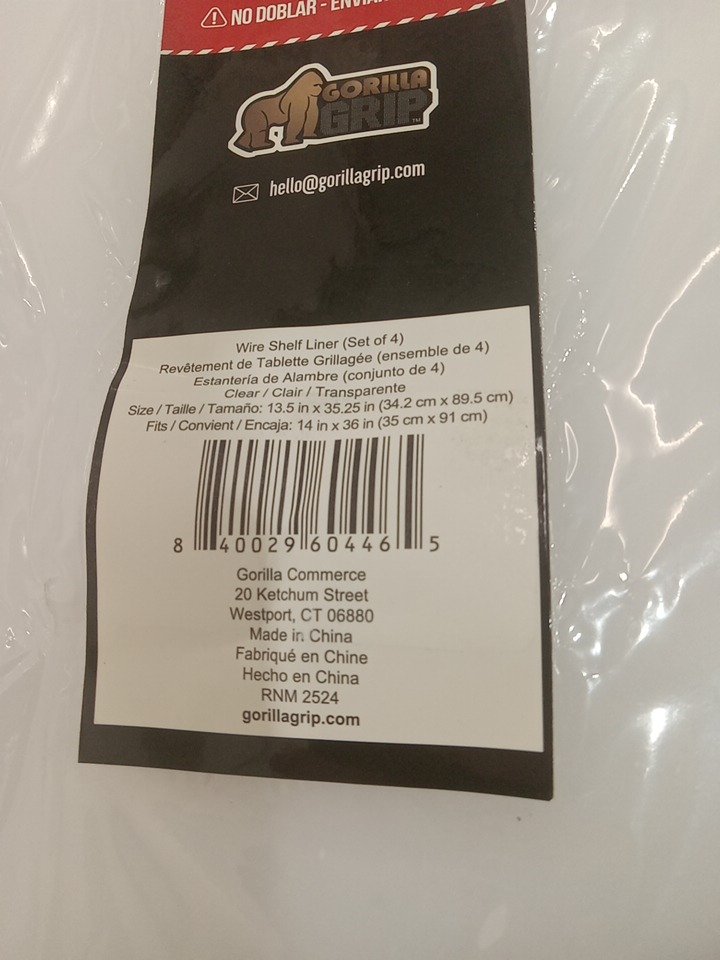 NO DOBLAR -
GORILLA
GRIP™
hello@gorillagrip.com
Wire Shelf Liner (Set of 4)
Revêtement de Tablette Grillagée (ensemble de 4)
Estantería de Alambre (conjunto de 4)
Clear / Clair / Transparente
Size / Taille / Tamaño: 13.5 in x 35.25 in (34.2 cm x 89.5 cm)
Fits / Convient / Encaja: 14 in x 36 in (35 cm x 91 cm)
8 40029 60446 5
Gorilla Commerce
20 Ketchum Street
Westport, CT 06880
Made in China
Fabriqué en Chine
Hecho en China
RNM 2524
gorillagrip.com